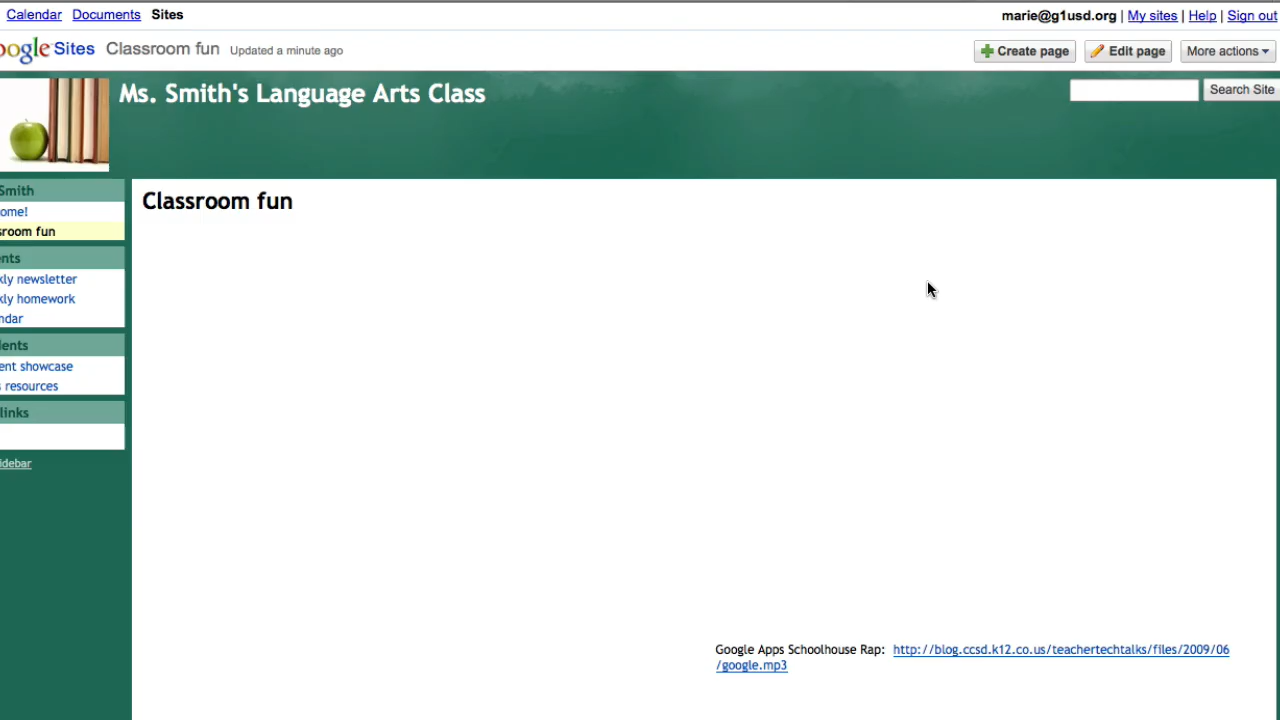 Calendar Documents Sites
marie@g1usd.org | My sites | Help | Sign out
oogle Sites Classroom fun Updated a minute ago
Create page Edit page More actions
Ms. Smith's Language Arts Class
Search Site
Smith
ome!
sroom fun
ents
kly newsletter
kly homework
ndar
dents
ent showcase
s resources
links
idebar
Classroom fun
Google Apps Schoolhouse Rap: http://blog.ccsd.k12.co.us/teachertechtalks/files/2009/06
/google.mp3